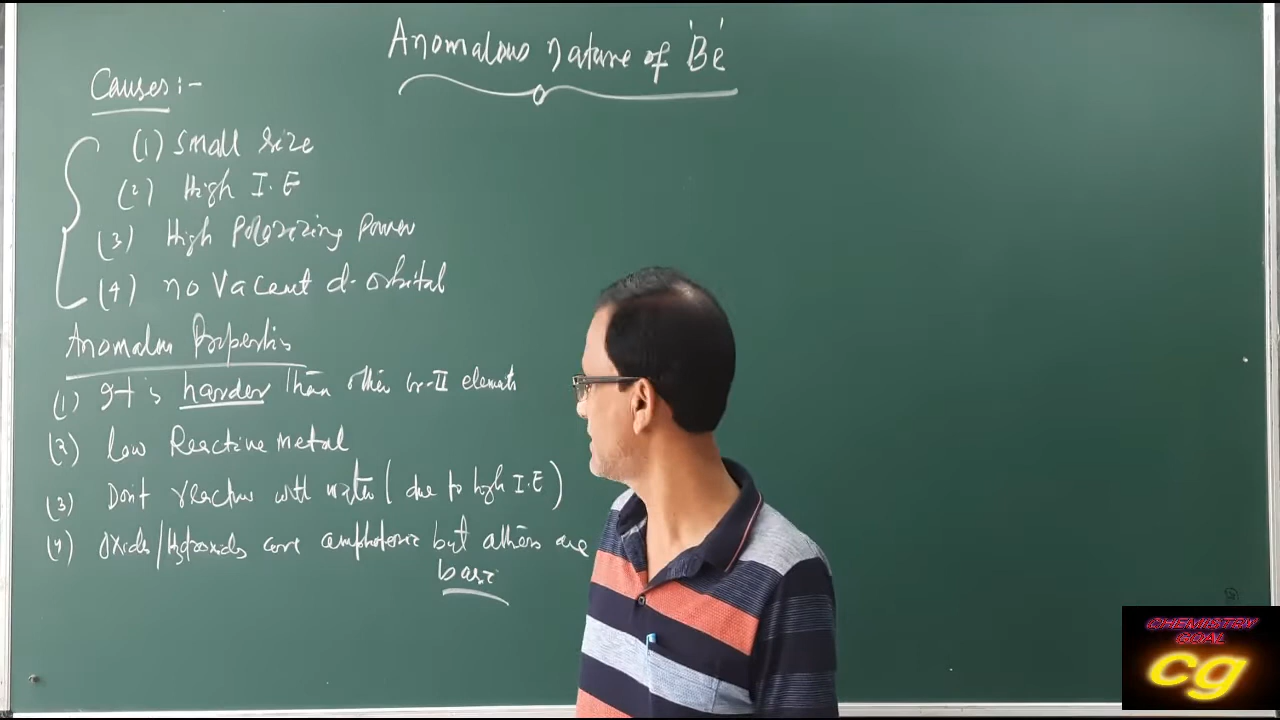 Anomalous nature of 'Be'
Causes:-
(1) Small size
(2) High I.E
(3) High Polarizing Power
(4) no Vacant d-orbital
Anomalous Properties
(1) It is harder than other Gr-II elements
(2) low Reactive metal
(3) Don't reacts with water (due to high I.E)
(4) Oxides/Hydroxides are amphoteric but others are
basic
CHEMISTRY
GOAL
cg